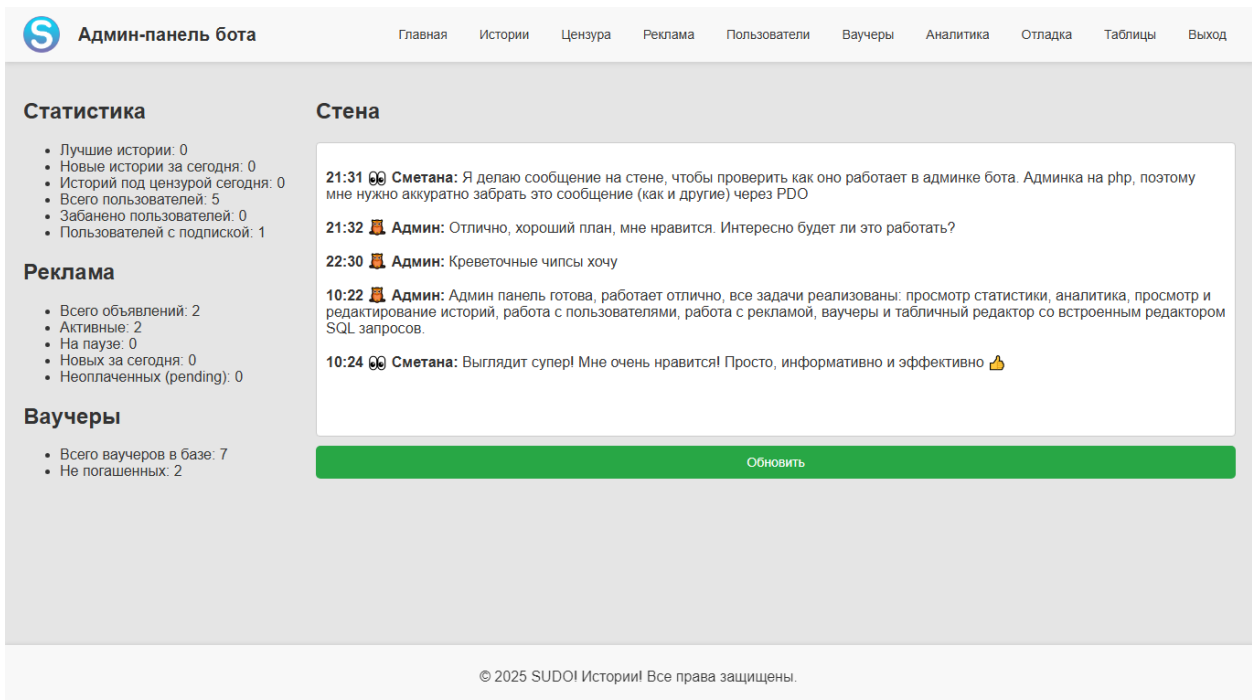 S Админ-панель бота Главная Истории Цензура Реклама Пользователи Ваучеры Аналитика Отладка Таблицы Выход
Статистика
Лучшие истории: 0
Новые истории за сегодня: 0
Историй под цензурой сегодня: 0
Всего пользователей: 5
Забанено пользователей: 0
Пользователей с подпиской: 1
Реклама
Всего объявлений: 2
Активные: 2
На паузе: 0
Новых за сегодня: 0
Неоплаченных (pending): 0
Ваучеры
Всего ваучеров в базе: 7
Не погашенных: 2
Стена
21:31 👀 Сметана: Я делаю сообщение на стене, чтобы проверить как оно работает в админке бота. Админка на php, поэтому
мне нужно аккуратно забрать это сообщение (как и другие) через PDO
21:32 🦉 Админ: Отлично, хороший план, мне нравится. Интересно будет ли это работать?
22:30 🦉 Админ: Креветочные чипсы хочу
10:22 🦉 Админ: Админ панель готова, работает отлично, все задачи реализованы: просмотр статистики, аналитика, просмотр и
редактирование историй, работа с пользователями, работа с рекламой, ваучеры и табличный редактор со встроенным редактором
SQL запросов.
10:24 👀 Сметана: Выглядит супер! Мне очень нравится! Просто, информативно и эффективно 👍
Обновить
© 2025 SUDO! Истории! Все права защищены.